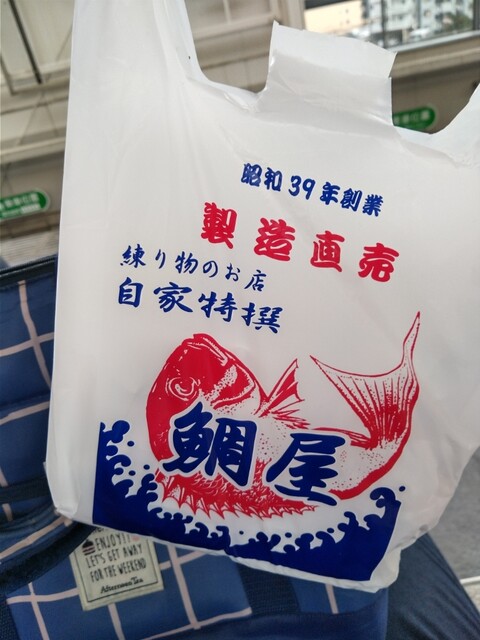 昭和39年創業
製造直売
練り物のお店
自家特撰
鯛屋
ENJOY!!
LET'S GET AWAY
FOR THE WEEKEND
Afternoon Tea